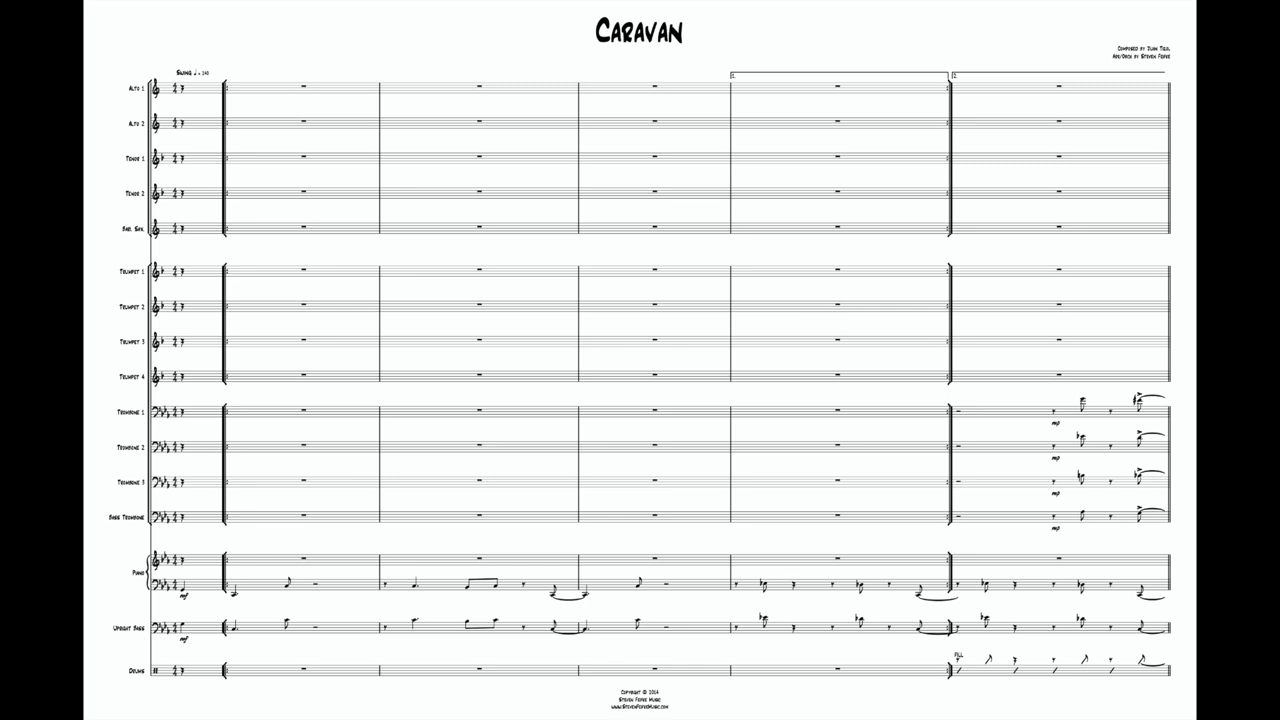 CARAVAN
COMPOSED BY JUAN TIZOL
ARR/ORCH BY STEVEN FEIFKE
SWING ♩ = 240
1.
2.
ALTO 1
ALTO 2
TENOR 1
TENOR 2
BARI. SAX.
TRUMPET 1
TRUMPET 2
TRUMPET 3
TRUMPET 4
TROMBONE 1
mp
TROMBONE 2
mp
TROMBONE 3
mp
BASS TROMBONE
mp
PIANO
mf
UPRIGHT BASS
mf
FILL
DRUMS
COPYRIGHT © 2014
STEVEN FEIFKE MUSIC
WWW.STEVENFEIFKEMUSIC.COM